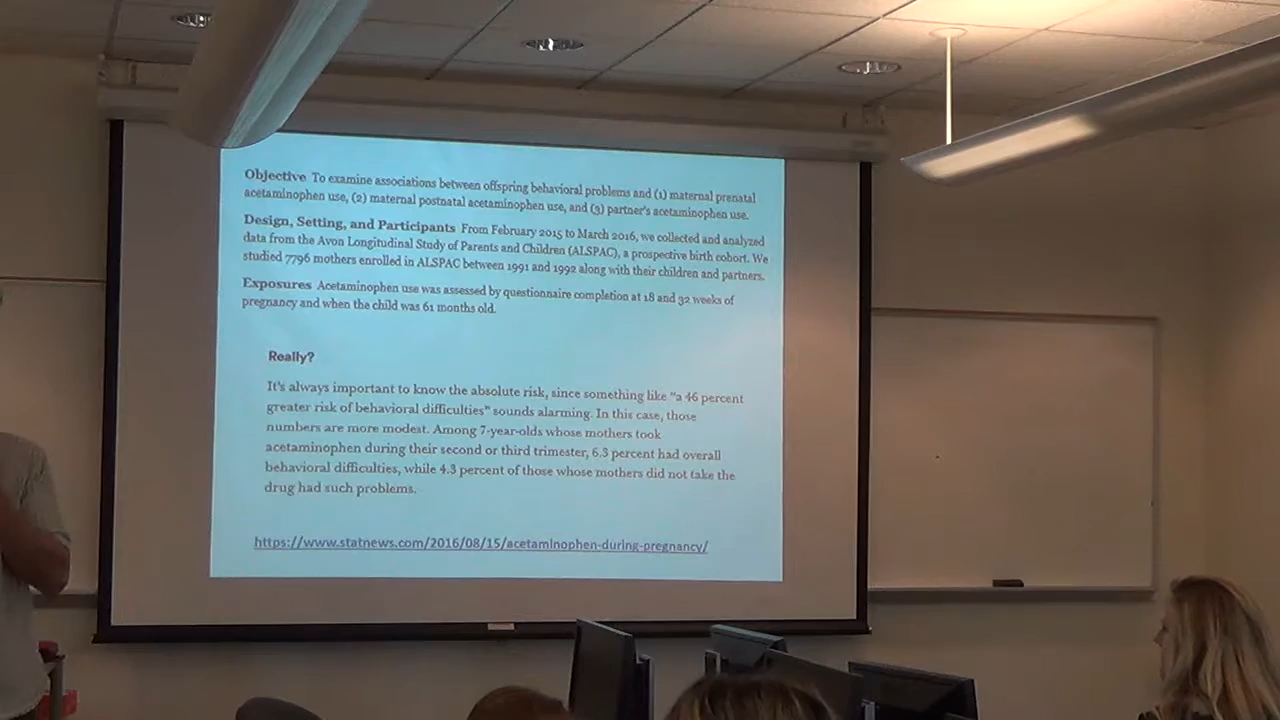 Objective To examine associations between offspring behavioral problems and (1) maternal prenatal
acetaminophen use, (2) maternal postnatal acetaminophen use, and (3) partner's acetaminophen use.
Design, Setting, and Participants From February 2015 to March 2016, we collected and analyzed
data from the Avon Longitudinal Study of Parents and Children (ALSPAC), a prospective birth cohort. We
studied 7796 mothers enrolled in ALSPAC between 1991 and 1992 along with their children and partners.
Exposures Acetaminophen use was assessed by questionnaire completion at 18 and 32 weeks of
pregnancy and when the child was 61 months old.
Really?
It's always important to know the absolute risk, since something like "a 46 percent
greater risk of behavioral difficulties" sounds alarming. In this case, those
numbers are more modest. Among 7-year-olds whose mothers took
acetaminophen during their second or third trimester, 6.3 percent had overall
behavioral difficulties, while 4.3 percent of those whose mothers did not take the
drug had such problems.
https://www.statnews.com/2016/08/15/acetaminophen-during-pregnancy/